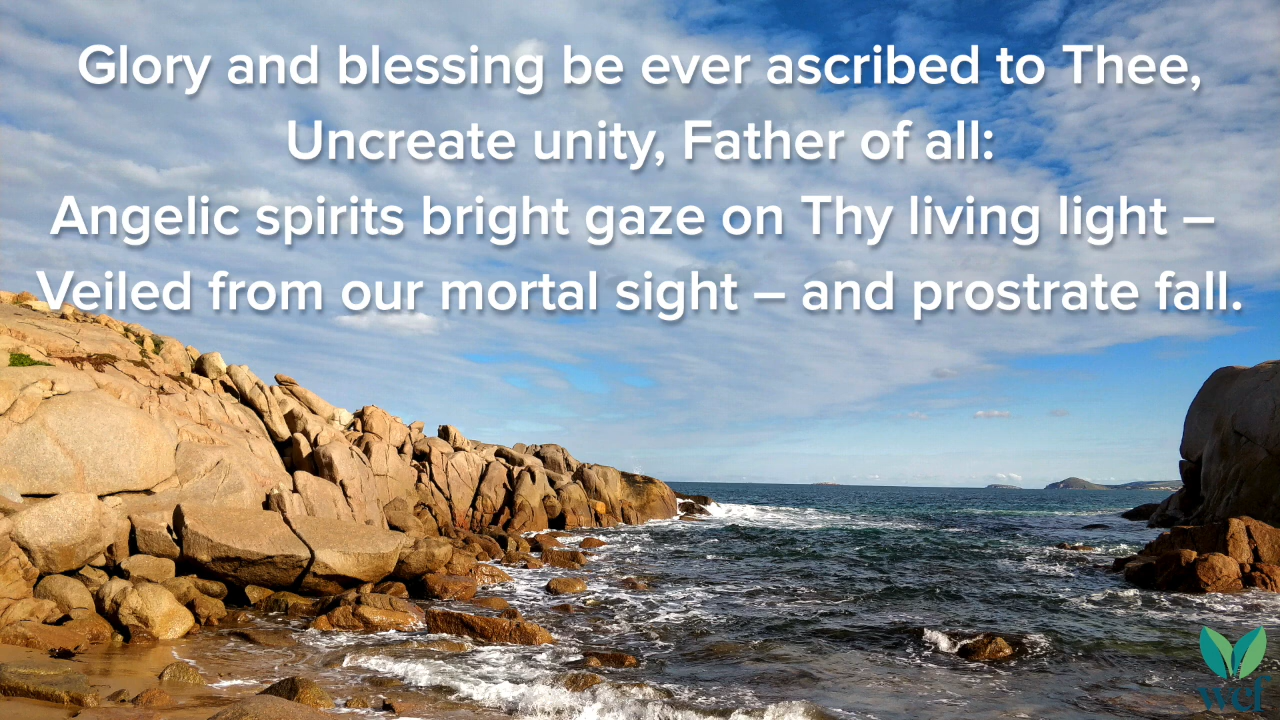 Glory and blessing be ever ascribed to Thee,
Uncreate unity, Father of all:
Angelic spirits bright gaze on Thy living light –
Veiled from our mortal sight – and prostrate fall.
wef